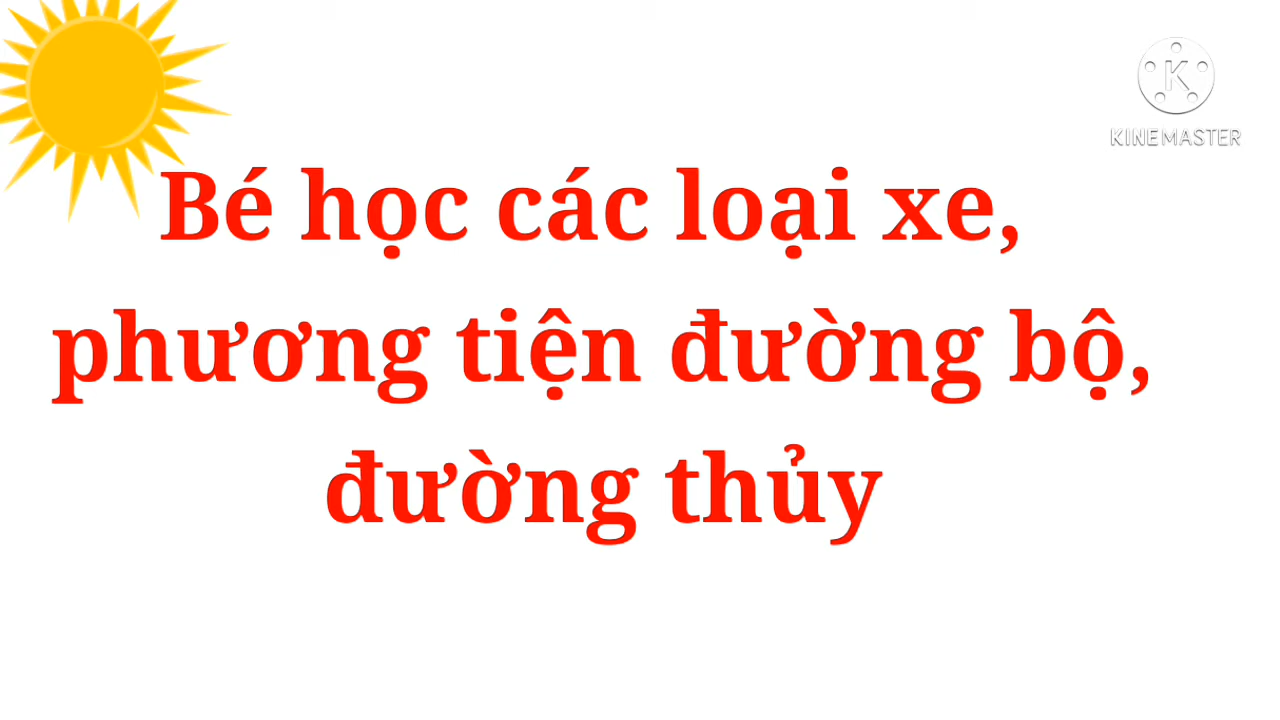 K
KINEMASTER
Bé học các loại xe,
phương tiện đường bộ,
đường thủy